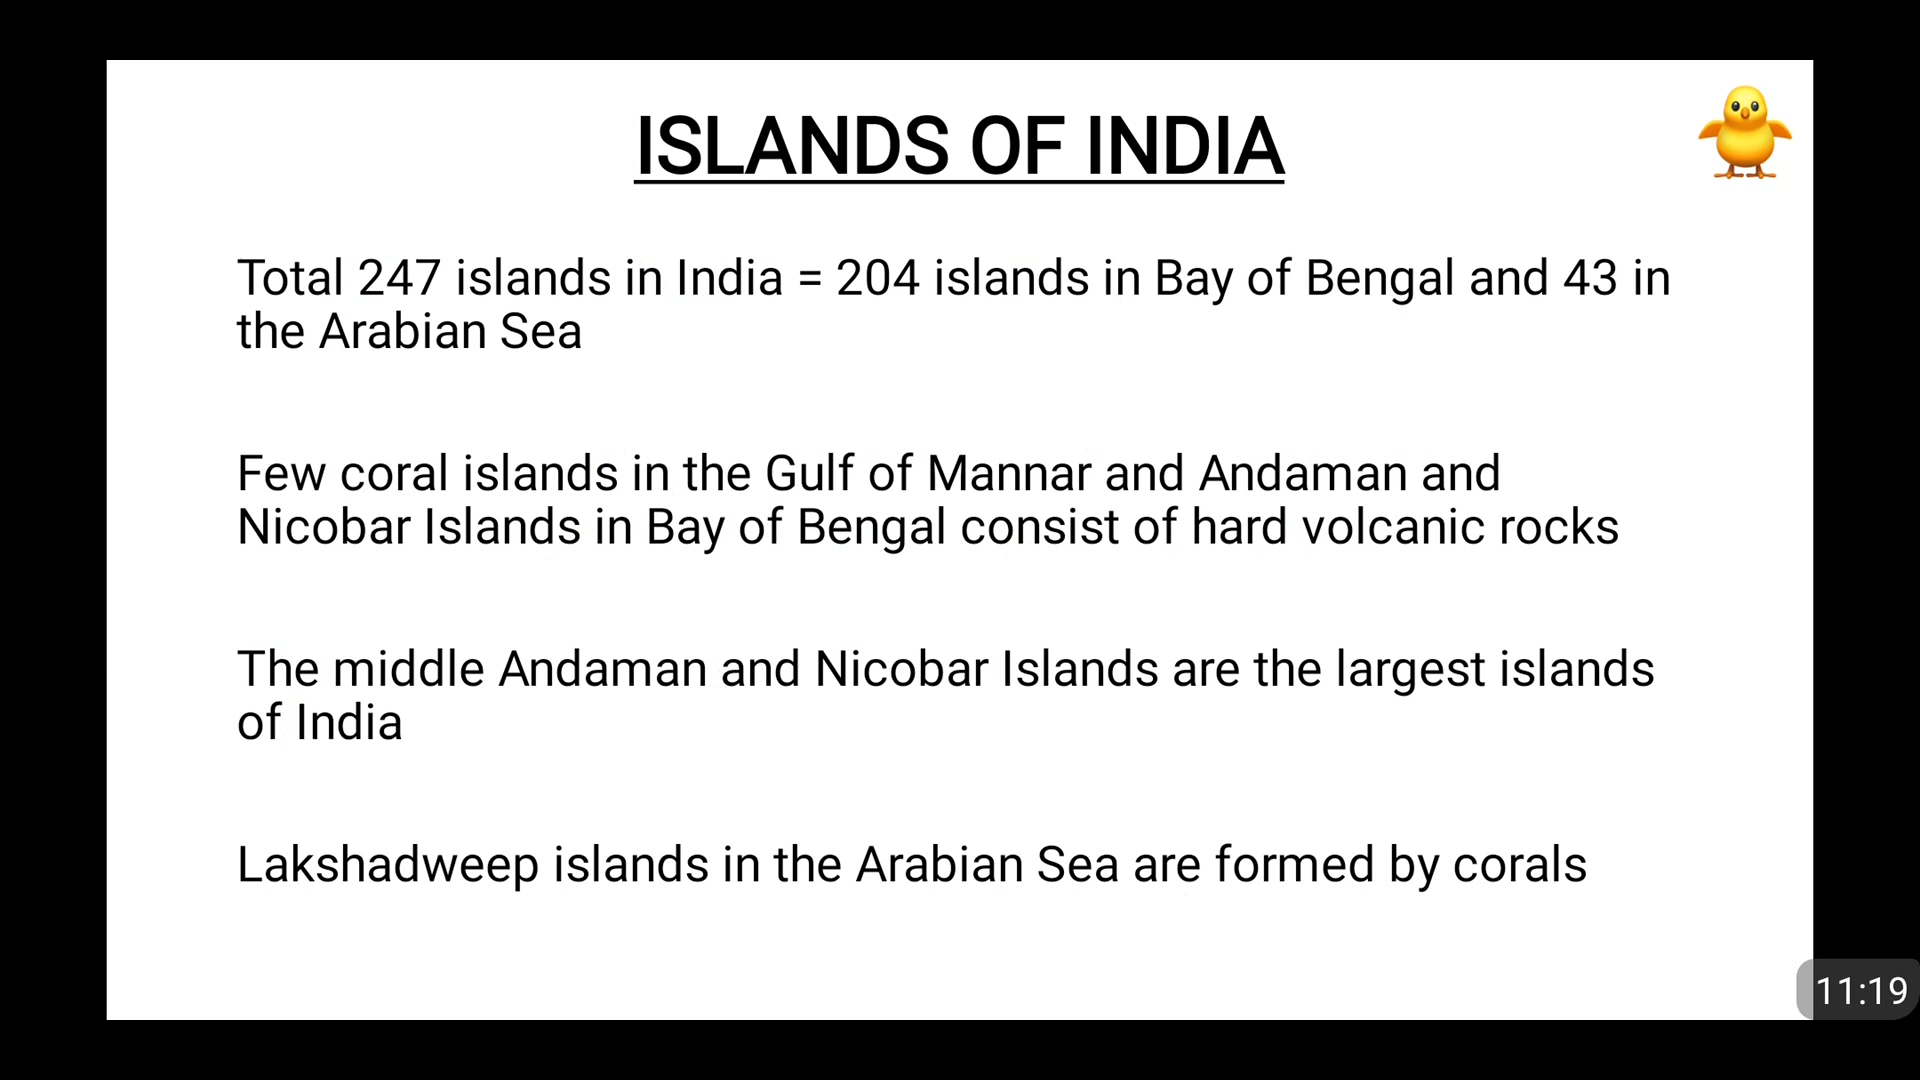 ISLANDS OF INDIA
Total 247 islands in India = 204 islands in Bay of Bengal and 43 in
the Arabian Sea
Few coral islands in the Gulf of Mannar and Andaman and
Nicobar Islands in Bay of Bengal consist of hard volcanic rocks
The middle Andaman and Nicobar Islands are the largest islands
of India
Lakshadweep islands in the Arabian Sea are formed by corals
11:19